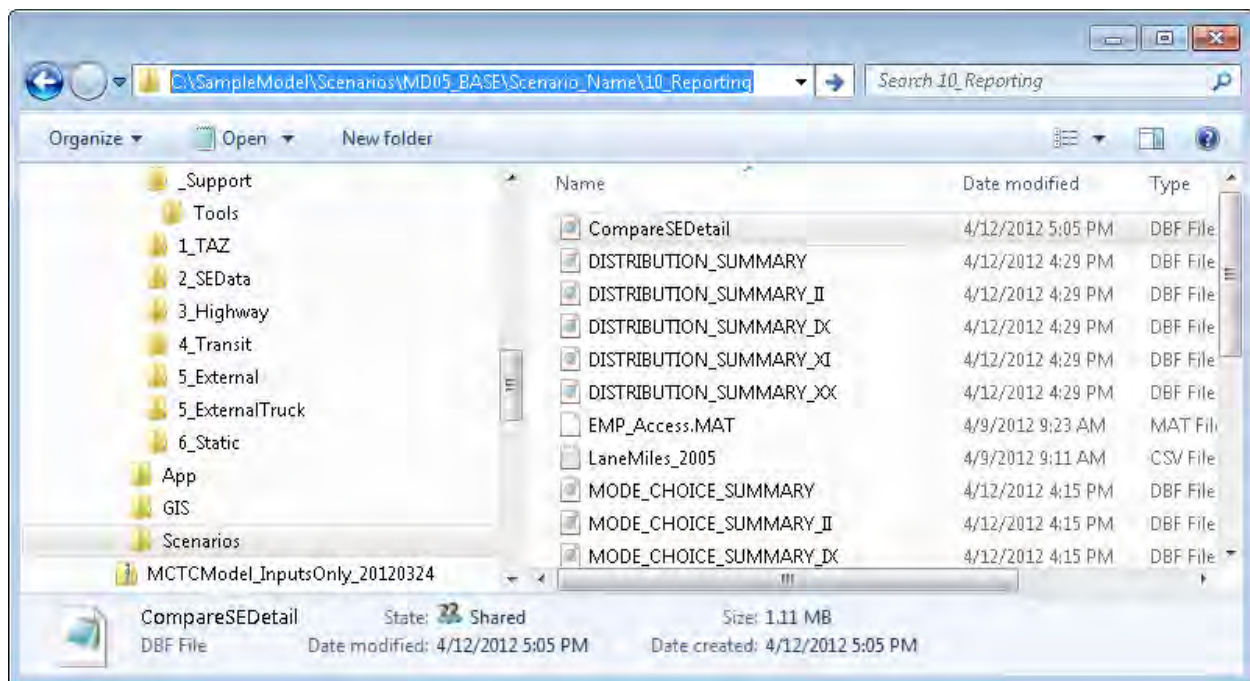 C:\SampleModel\Scenarios\MD05_BASE\Scenario_Name\10_Reporting
Search 10_Reporting
Organize
Open
New folder
_Support
Tools
1_TAZ
2_SEData
3_Highway
4_Transit
5_External
5_ExternalTruck
6_Static
App
GIS
Scenarios
MCTCModel_InputsOnly_20120324
Name Date modified Type
CompareSEDetail 4/12/2012 5:05 PM DBF File
DISTRIBUTION_SUMMARY 4/12/2012 4:29 PM DBF File
DISTRIBUTION_SUMMARY_II 4/12/2012 4:29 PM DBF File
DISTRIBUTION_SUMMARY_IX 4/12/2012 4:29 PM DBF File
DISTRIBUTION_SUMMARY_XI 4/12/2012 4:29 PM DBF File
DISTRIBUTION_SUMMARY_XX 4/12/2012 4:29 PM DBF File
EMP_Access.MAT 4/9/2012 9:23 AM MAT Fil
LaneMiles_2005 4/9/2012 9:11 AM CSV File
MODE_CHOICE_SUMMARY 4/12/2012 4:15 PM DBF File
MODE_CHOICE_SUMMARY_II 4/12/2012 4:15 PM DBF File
MODE_CHOICE_SUMMARY_IX 4/12/2012 4:15 PM DBF File
CompareSEDetail State: Shared Size: 1.11 MB
DBF File Date modified: 4/12/2012 5:05 PM Date created: 4/12/2012 5:05 PM